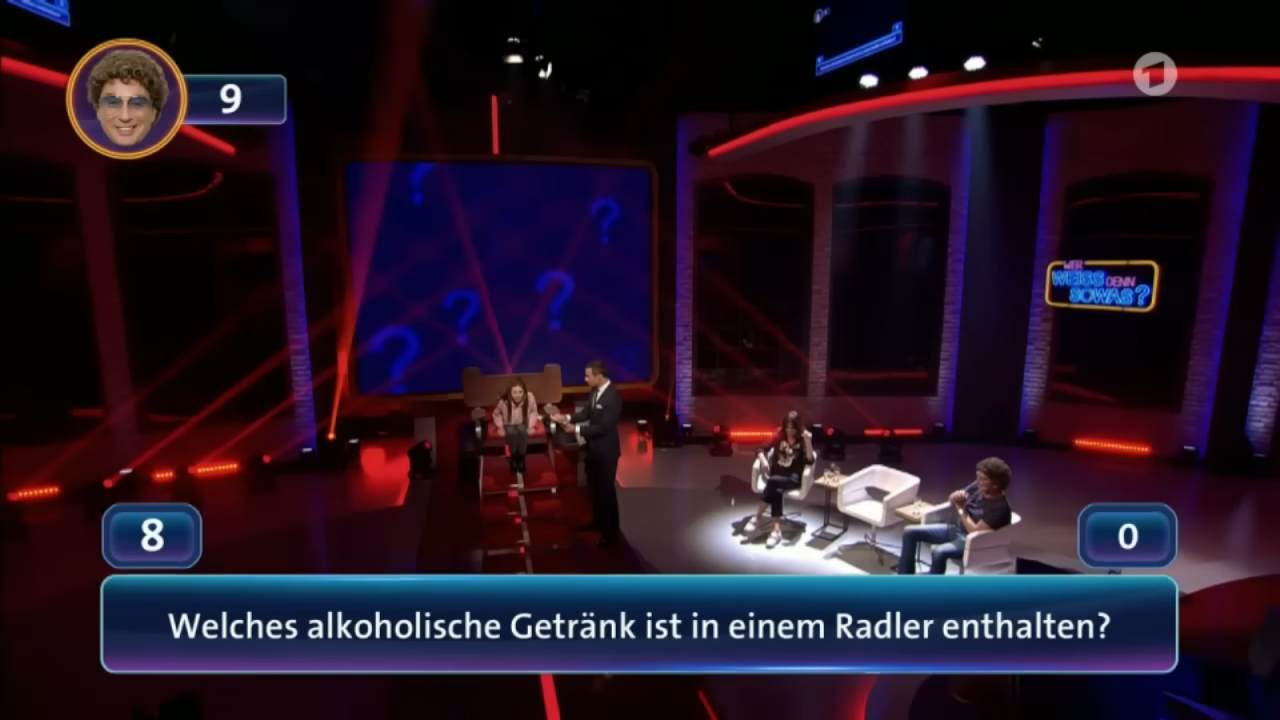 9
1
WER
WEISS DENN
SOWAS?
8
0
Welches alkoholische Getränk ist in einem Radler enthalten?